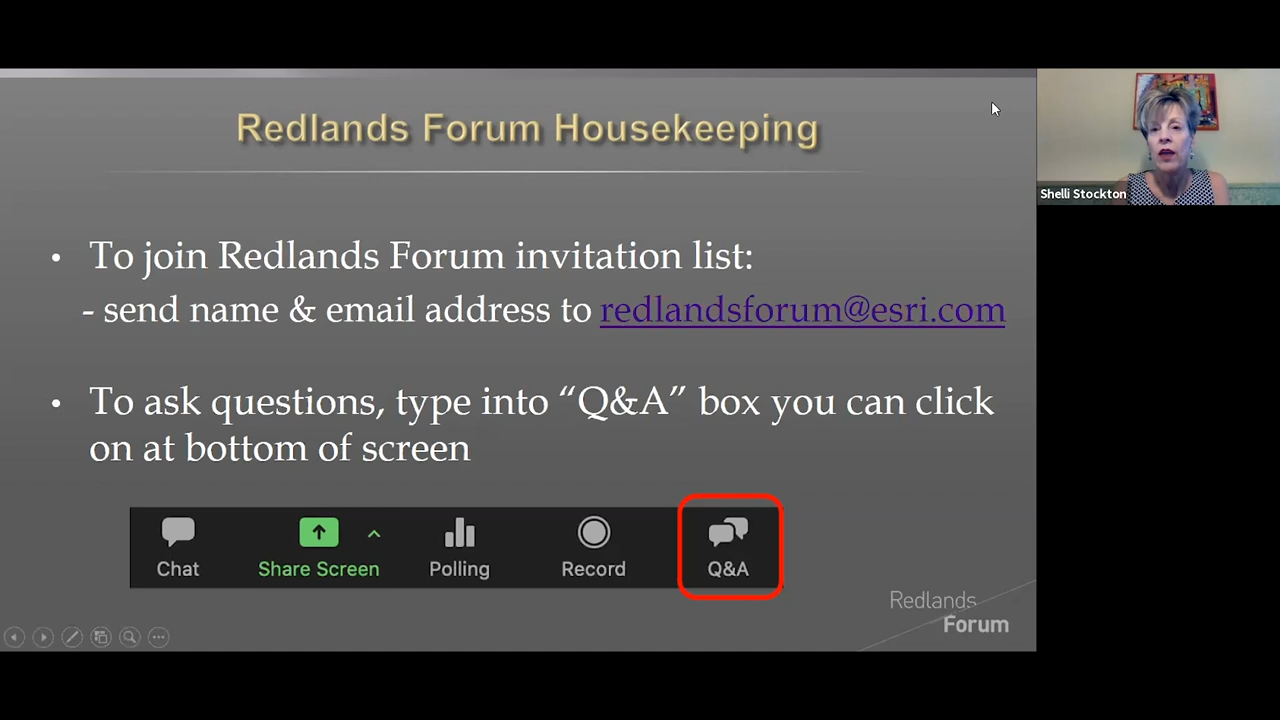 Redlands Forum Housekeeping
Shelli Stockton
• To join Redlands Forum invitation list:
- send name & email address to redlandsforum@esri.com
• To ask questions, type into “Q&A” box you can click
on at bottom of screen
Chat
Share Screen
Polling
Record
Q&A
Redlands
Forum